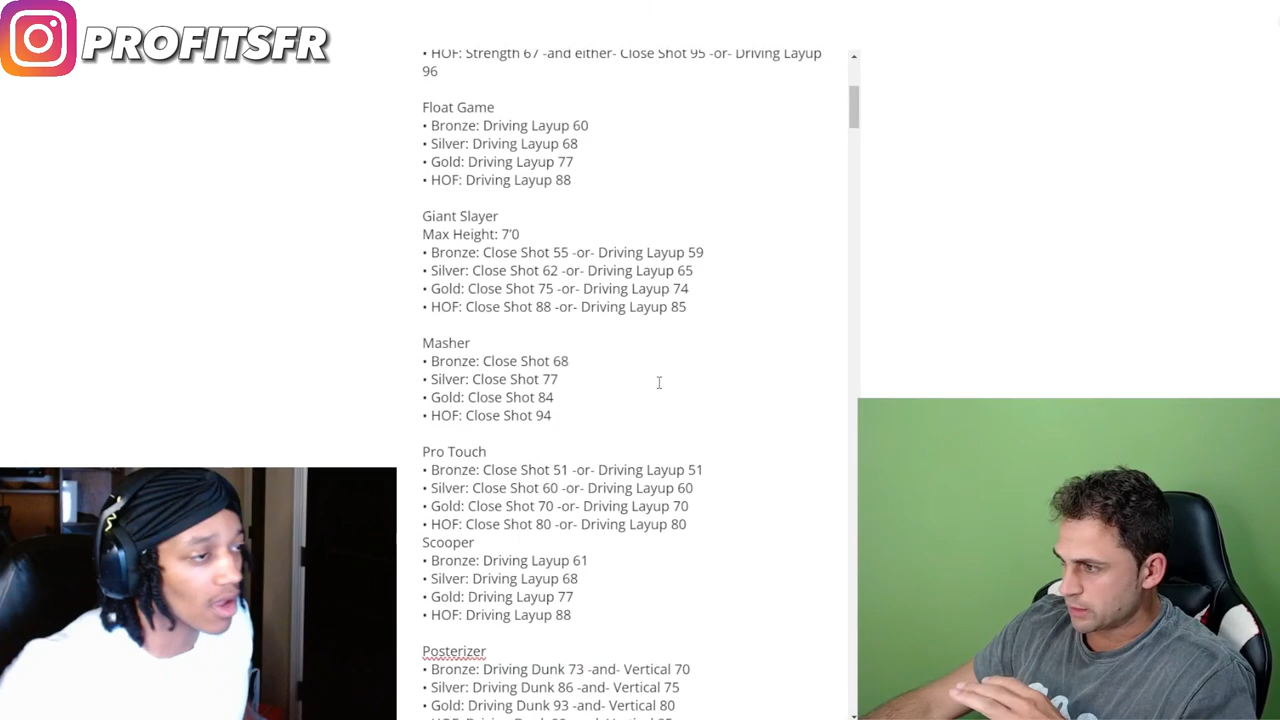 PROFITSFR
• HOF: Strength 67 -and either- Close Shot 95 -or- Driving Layup
96
Float Game
• Bronze: Driving Layup 60
• Silver: Driving Layup 68
• Gold: Driving Layup 77
• HOF: Driving Layup 88
Giant Slayer
Max Height: 7'0
• Bronze: Close Shot 55 -or- Driving Layup 59
• Silver: Close Shot 62 -or- Driving Layup 65
• Gold: Close Shot 75 -or- Driving Layup 74
• HOF: Close Shot 88 -or- Driving Layup 85
Masher
• Bronze: Close Shot 68
• Silver: Close Shot 77
• Gold: Close Shot 84
• HOF: Close Shot 94
Pro Touch
• Bronze: Close Shot 51 -or- Driving Layup 51
• Silver: Close Shot 60 -or- Driving Layup 60
• Gold: Close Shot 70 -or- Driving Layup 70
• HOF: Close Shot 80 -or- Driving Layup 80
Scooper
• Bronze: Driving Layup 61
• Silver: Driving Layup 68
• Gold: Driving Layup 77
• HOF: Driving Layup 88
Posterizer
• Bronze: Driving Dunk 73 -and- Vertical 70
• Silver: Driving Dunk 86 -and- Vertical 75
• Gold: Driving Dunk 93 -and- Vertical 80